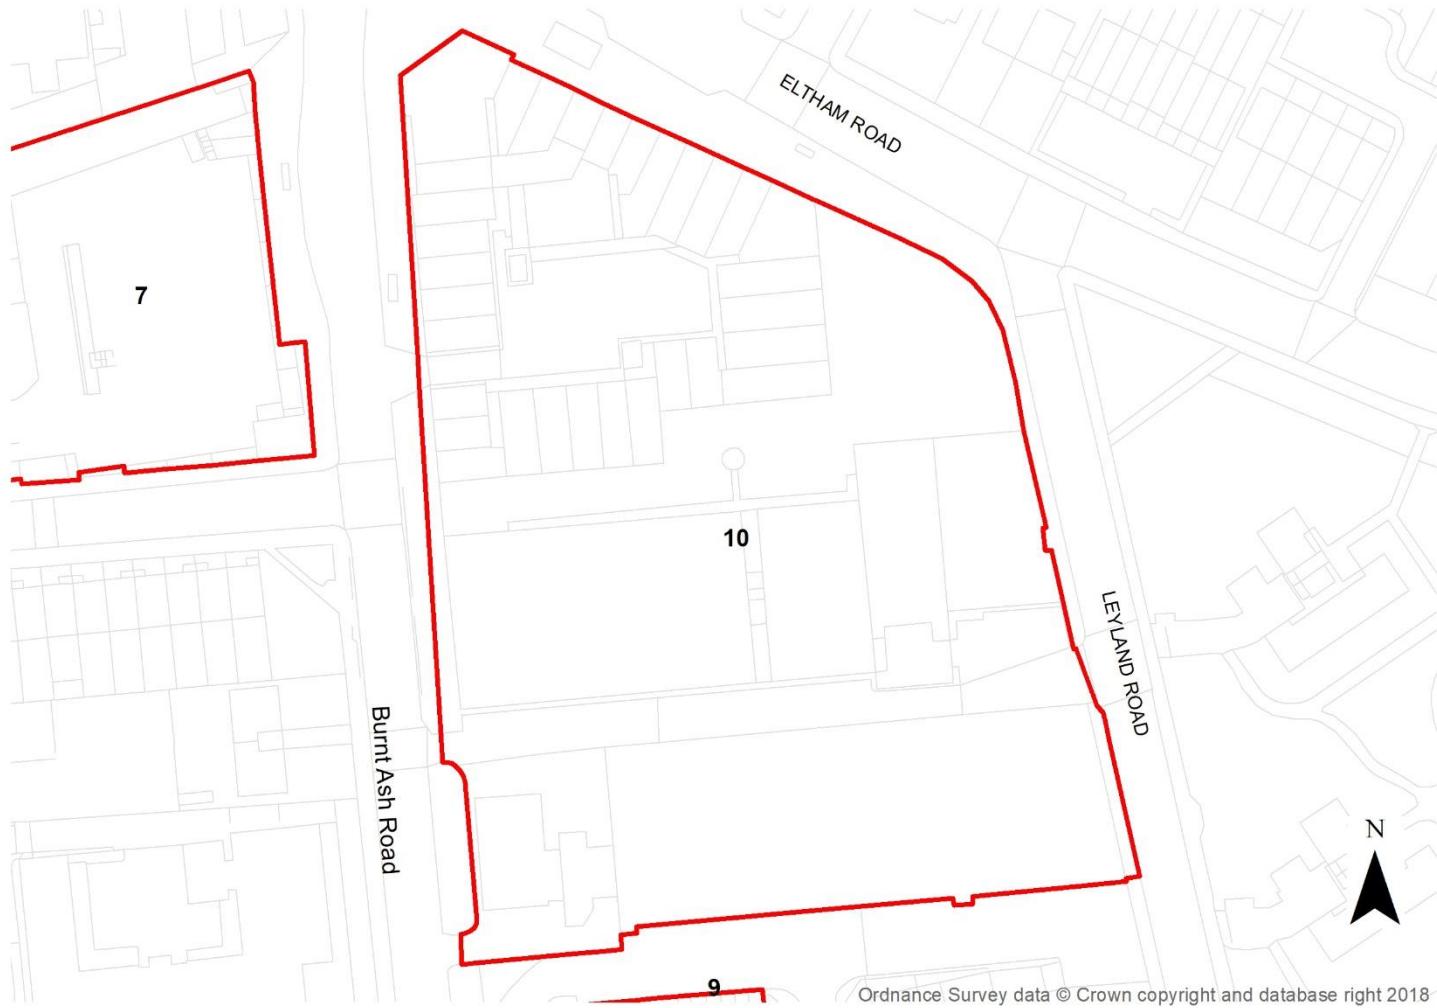 ELTHAM ROAD
7
10
LEYLAND ROAD
Burnt Ash Road
N
9
Ordnance Survey data © Crown copyright and database right 2018